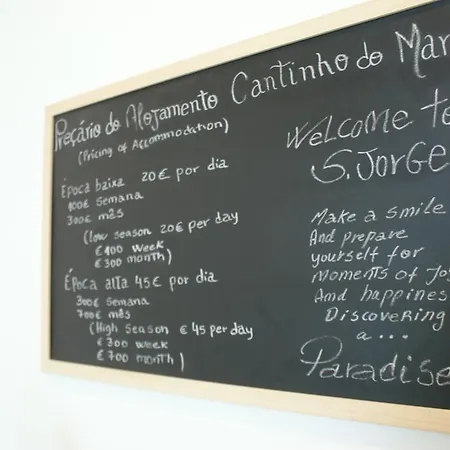 Preçário do Alojamento Cantinho do Mar
(Pricing of Accommodation)
Época baixa 20€ por dia
100€ semana
300€ mês
(Low season 20€ per day
€100 week
€300 month)
Época alta 45€ por dia
300€ semana
700€ mês
(High Season €45 per day
€300 week
€700 month)
Welcome to
S. Jorge
Make a smile
And prepare
yourself for
Moments of Joy
And happines
Discovering
a...
Paradise